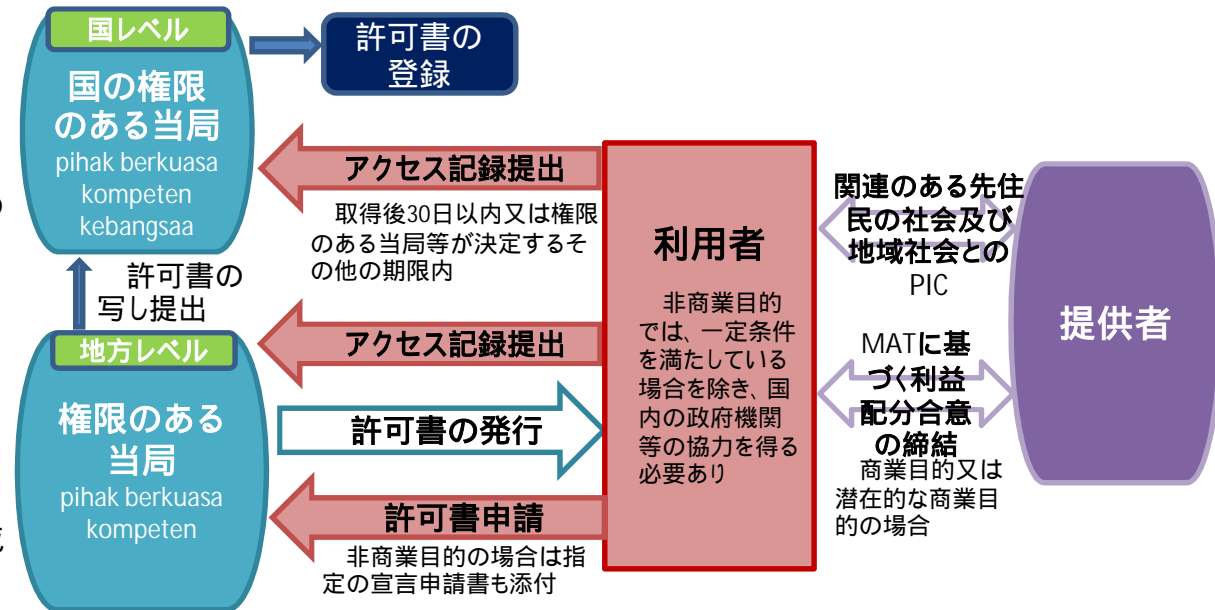 国レベル
国の権限
のある当局
pihak berkuasa
kompeten
kebangsaa
許可書の
登録
許可書の
写し提出
地方レベル
権限のある
当局
pihak berkuasa
kompeten
アクセス記録提出
取得後30日以内又は権限
のある当局等が決定するそ
の他の期限内
アクセス記録提出
許可書の発行
許可書申請
非商業目的の場合は指
定の宣言申請書も添付
利用者
非商業目的
では、一定条件
を満たしている
場合を除き、国
内の政府機関
等の協力を得る
必要あり
関連のある先住
民の社会及び
地域社会との
PIC
MATに基
づく利益
配分合意
の締結
商業目的又は
潜在的な商業目
的の場合
提供者